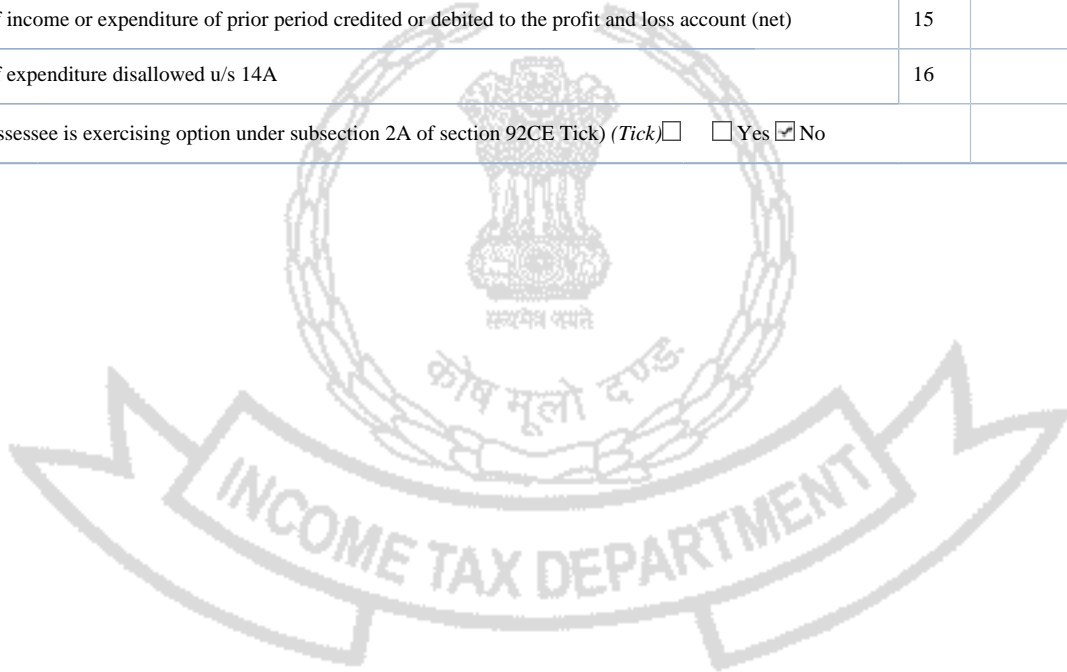 f income or expenditure of prior period credited or debited to the profit and loss account (net) 15
f expenditure disallowed u/s 14A 16
ssessee is exercising option under subsection 2A of section 92CE Tick) (Tick)☐ ☐ Yes ☑ No
सत्यमेव जयते
कोष मूलो दण्ड:
INCOME TAX DEPARTMENT